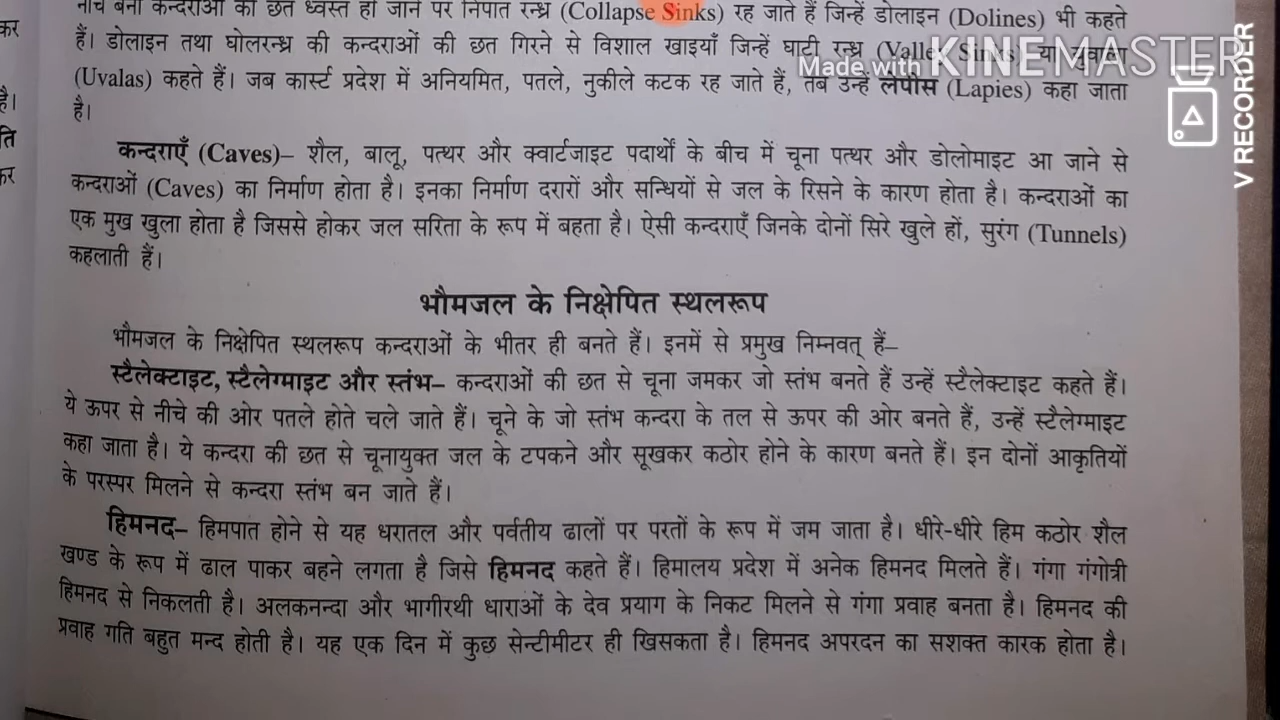 नीचे बनी कन्दराओं की छत ध्वस्त हो जाने पर निपात रन्ध्र (Collapse Sinks) रह जाते हैं जिन्हें डोलाइन (Dolines) भी कहते
हैं। डोलाइन तथा घोलरन्ध्र की कन्दराओं की छत गिरने से विशाल खाइयाँ जिन्हें घाटी रन्ध्र (Valley Sinks) या युवाला
(Uvalas) कहते हैं। जब कार्स्ट प्रदेश में अनियमित, पतले, नुकीले कटक रह जाते हैं, तब उन्हें लैपीस (Lapies) कहा जाता
है।
कन्दराएँ (Caves)– शैल, बालू, पत्थर और क्वार्टजाइट पदार्थों के बीच में चूना पत्थर और डोलोमाइट आ जाने से
कन्दराओं (Caves) का निर्माण होता है। इनका निर्माण दरारों और सन्धियों से जल के रिसने के कारण होता है। कन्दराओं का
एक मुख खुला होता है जिससे होकर जल सरिता के रूप में बहता है। ऐसी कन्दराएँ जिनके दोनों सिरे खुले हों, सुरंग (Tunnels)
कहलाती हैं।
भौमजल के निक्षेपित स्थलरूप
भौमजल के निक्षेपित स्थलरूप कन्दराओं के भीतर ही बनते हैं। इनमें से प्रमुख निम्नवत् हैं–
स्टैलेक्टाइट, स्टैलेग्माइट और स्तंभ– कन्दराओं की छत से चूना जमकर जो स्तंभ बनते हैं उन्हें स्टैलेक्टाइट कहते हैं।
ये ऊपर से नीचे की ओर पतले होते चले जाते हैं। चूने के जो स्तंभ कन्दरा के तल से ऊपर की ओर बनते हैं, उन्हें स्टैलेग्माइट
कहा जाता है। ये कन्दरा की छत से चूनायुक्त जल के टपकने और सूखकर कठोर होने के कारण बनते हैं। इन दोनों आकृतियों
के परस्पर मिलने से कन्दरा स्तंभ बन जाते हैं।
हिमनद– हिमपात होने से यह धरातल और पर्वतीय ढालों पर परतों के रूप में जम जाता है। धीरे-धीरे हिम कठोर शैल
खण्ड के रूप में ढाल पाकर बहने लगता है जिसे हिमनद कहते हैं। हिमालय प्रदेश में अनेक हिमनद मिलते हैं। गंगा गंगोत्री
हिमनद से निकलती है। अलकनन्दा और भागीरथी धाराओं के देव प्रयाग के निकट मिलने से गंगा प्रवाह बनता है। हिमनद की
प्रवाह गति बहुत मन्द होती है। यह एक दिन में कुछ सेन्टीमीटर ही खिसकता है। हिमनद अपरदन का सशक्त कारक होता है।
कर
है।
ति
कर
Made with KINEMASTER
V RECORDER